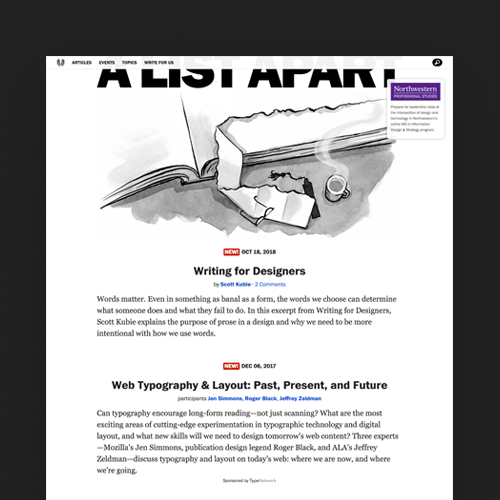 ARTICLES EVENTS TOPICS WRITE FOR US
A LIST APART
Northwestern
PROFESSIONAL STUDIES
Prepare for leadership roles at
the intersection of design and
technology in Northwestern's
online MS in Information
Design & Strategy program.
NEW! OCT 18, 2018
Writing for Designers
by Scott Kubie · 2 Comments
Words matter. Even in something as banal as a form, the words we choose can determine
what someone does and what they fail to do. In this excerpt from Writing for Designers,
Scott Kubie explains the purpose of prose in a design and why we need to be more
intentional with how we use words.
NEW! DEC 06, 2017
Web Typography & Layout: Past, Present, and Future
participants Jen Simmons, Roger Black, Jeffrey Zeldman
Can typography encourage long-form reading—not just scanning? What are the most
exciting areas of cutting-edge experimentation in typographic technology and digital
layout, and what new skills will we need to design tomorrow's web content? Three experts
—Mozilla's Jen Simmons, publication design legend Roger Black, and ALA's Jeffrey
Zeldman—discuss typography and layout on today's web: where we are now, and where
we're going.
Sponsored by TypeNetwork